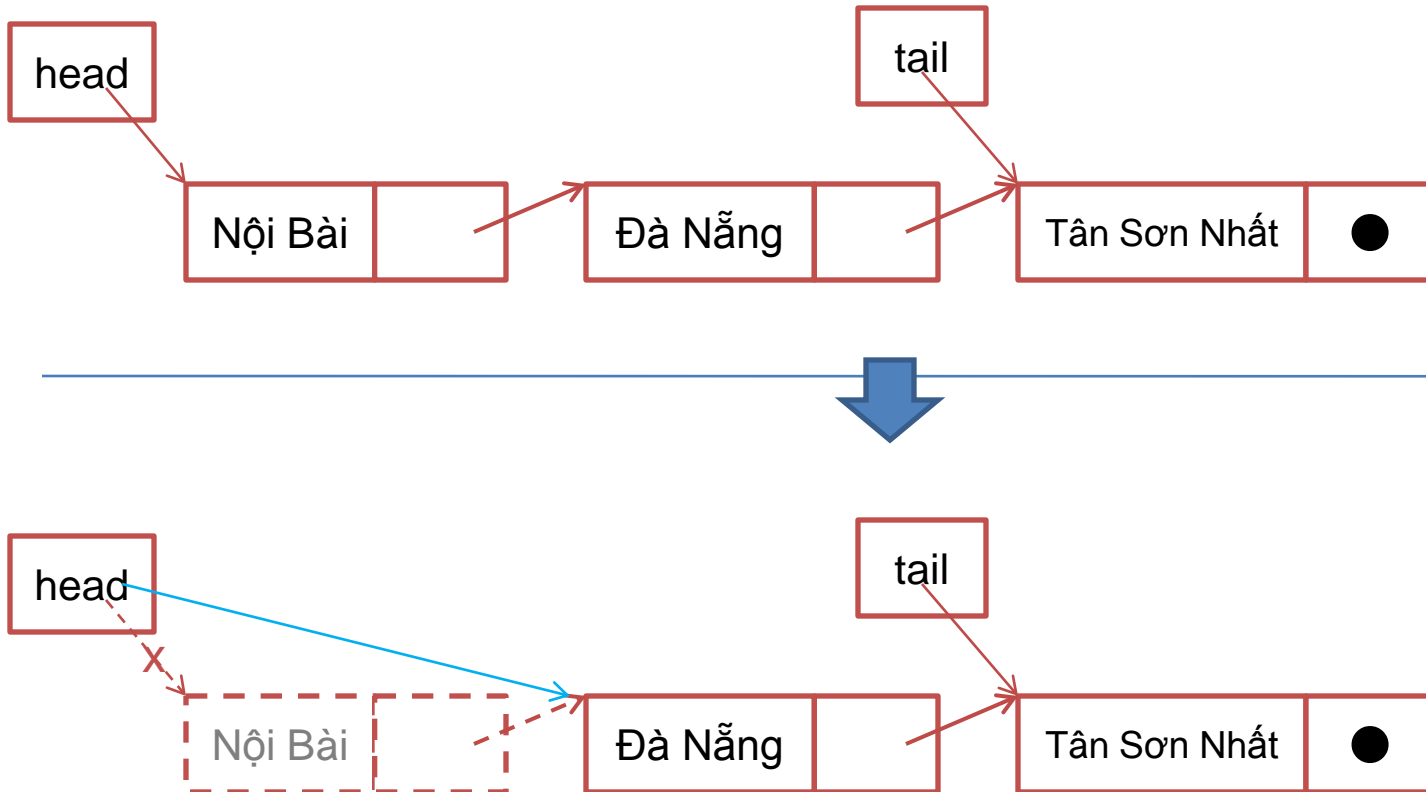 head
tail
Nội Bài
Đà Nẵng
Tân Sơn Nhất
head
tail
X
Nội Bài
Đà Nẵng
Tân Sơn Nhất